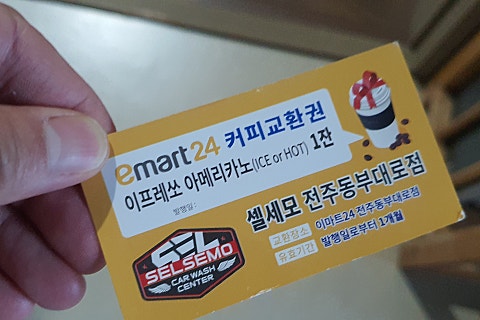 emart24 커피교환권
이프레쏘 아메리카노(ICE or HOT) 1잔
발행일 :
셀세모 전주동부대로점
교환장소 이마트24 전주동부대로점
유효기간 발행일로부터 1개월
SEL
SELSEMO
CAR WASH
CENTER